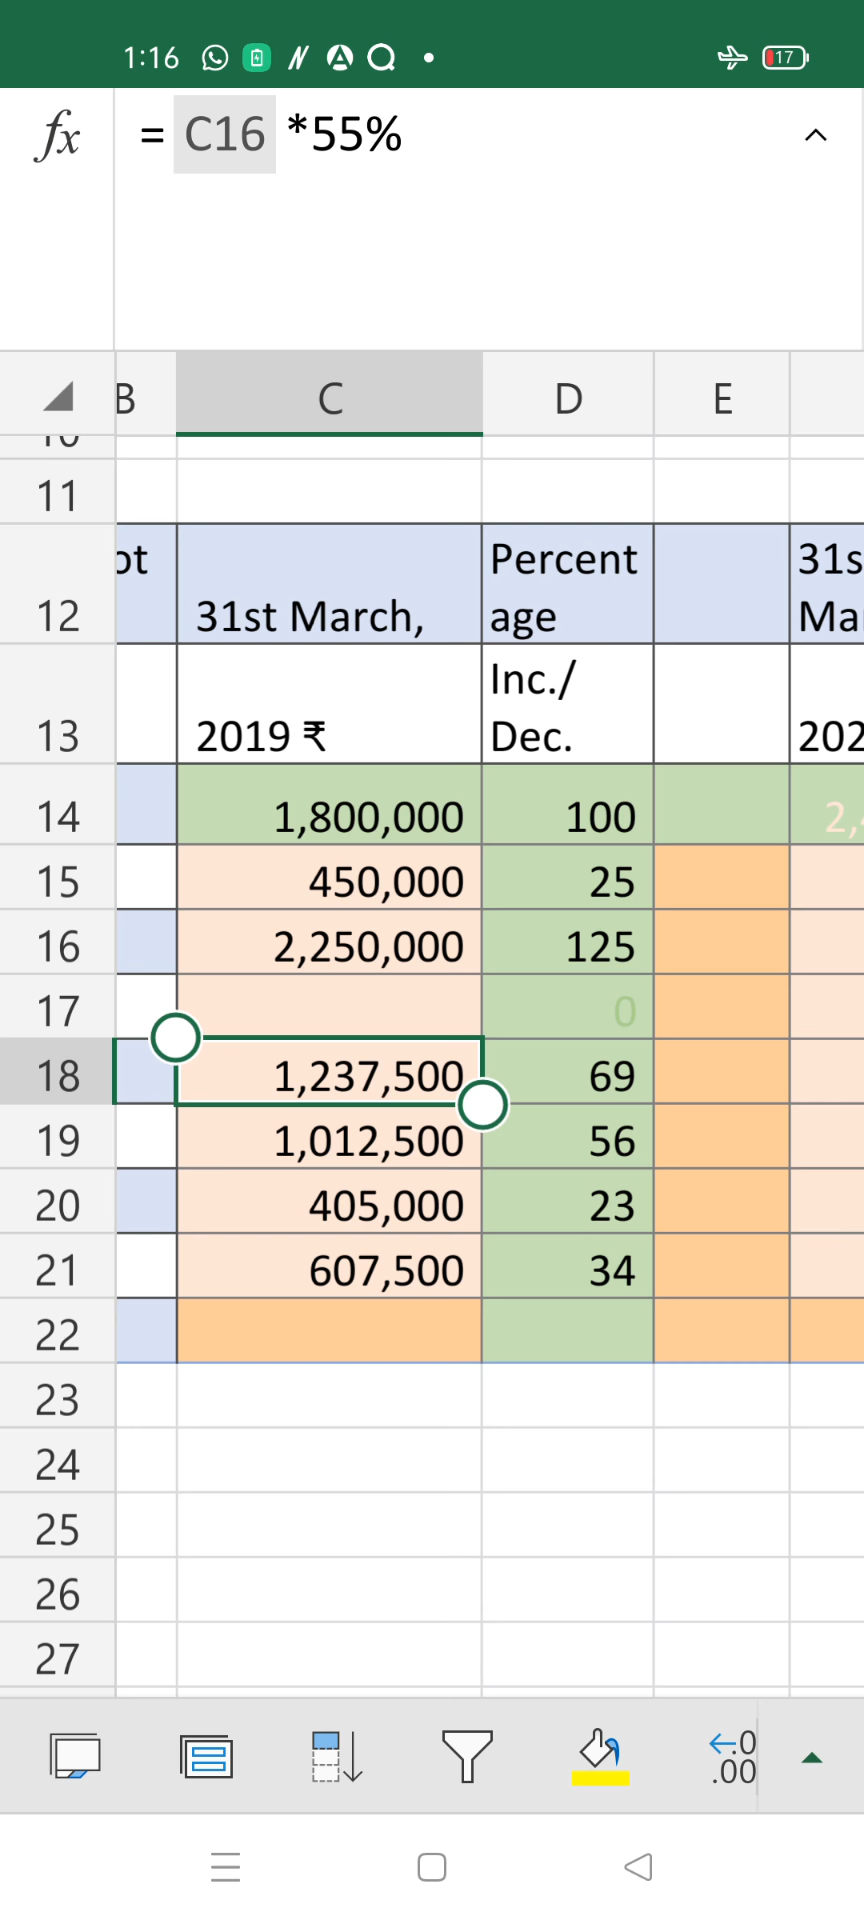 1:16 17
fx = C16 *55%
B C D E
10
11
12 ot 31st March, Percent age 31s Ma
13 2019 ₹ Inc./ Dec. 202
14 1,800,000 100 2,
15 450,000 25
16 2,250,000 125
17 0
18 1,237,500 69
19 1,012,500 56
20 405,000 23
21 607,500 34
22
23
24
25
26
27
←.0
.00